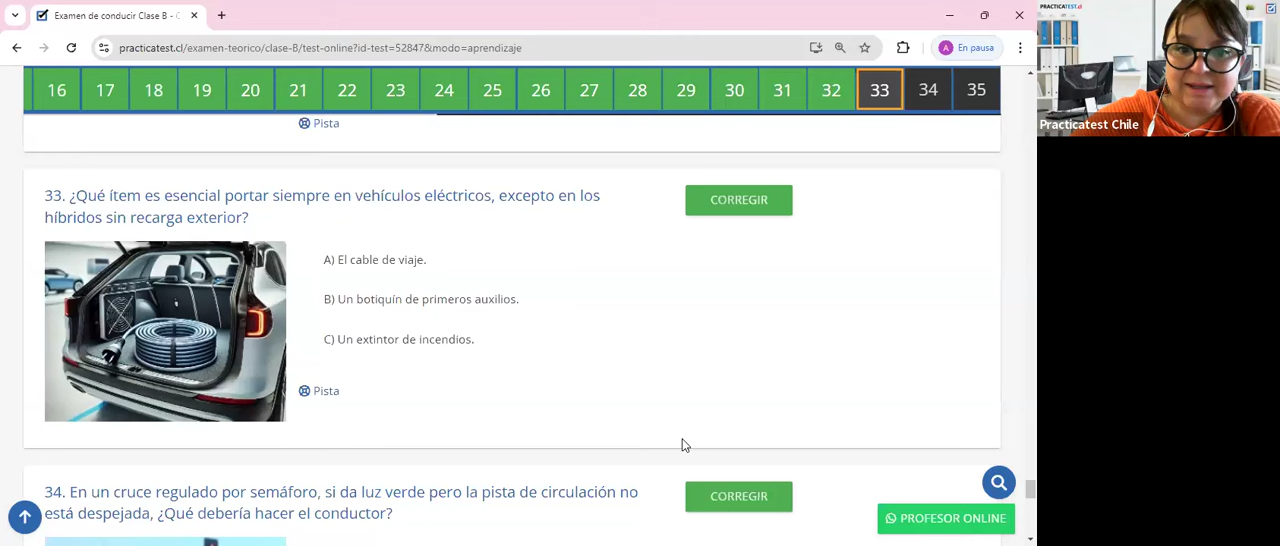 Examen de conducir Clase B - C
practicatest.cl/examen-teorico/clase-B/test-online?id-test=52847&modo=aprendizaje
A En pausa
16 17 18 19 20 21 22 23 24 25 26 27 28 29 30 31 32 33 34 35
Pista
33. ¿Qué ítem es esencial portar siempre en vehículos eléctricos, excepto en los
híbridos sin recarga exterior?
CORREGIR
A) El cable de viaje.
B) Un botiquín de primeros auxilios.
C) Un extintor de incendios.
Pista
34. En un cruce regulado por semáforo, si da luz verde pero la pista de circulación no
está despejada, ¿Qué debería hacer el conductor?
CORREGIR
PROFESOR ONLINE
PRACTICATEST.cl
Practicatest Chile